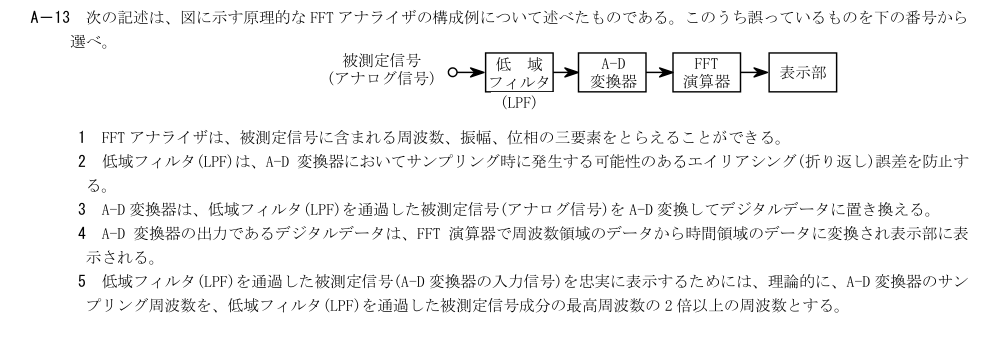 A－13 次の記述は、図に示す原理的な FFT アナライザの構成例について述べたものである。このうち誤っているものを下の番号から
選べ。
被測定信号
(アナログ信号)
低 域
フィルタ
(LPF)
A-D
変換器
FFT
演算器
表示部
1 FFT アナライザは、被測定信号に含まれる周波数、振幅、位相の三要素をとらえることができる。
2 低域フィルタ(LPF)は、A-D 変換器においてサンプリング時に発生する可能性のあるエイリアシング(折り返し)誤差を防止す
る。
3 A-D 変換器は、低域フィルタ(LPF)を通過した被測定信号(アナログ信号)を A-D 変換してデジタルデータに置き換える。
4 A-D 変換器の出力であるデジタルデータは、FFT 演算器で周波数領域のデータから時間領域のデータに変換され表示部に表
示される。
5 低域フィルタ(LPF)を通過した被測定信号(A-D 変換器の入力信号)を忠実に表示するためには、理論的に、A-D 変換器のサン
プリング周波数を、低域フィルタ(LPF)を通過した被測定信号成分の最高周波数の 2 倍以上の周波数とする。